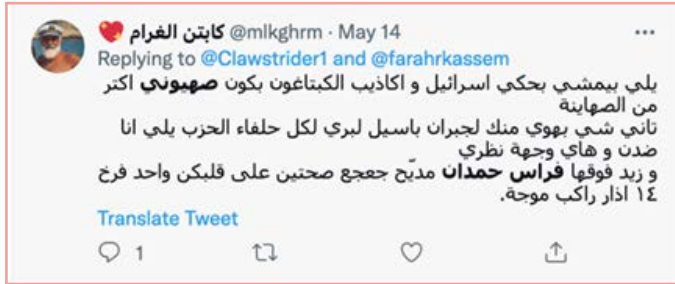 كابتن الغرام 💖 @mlkghrm · May 14 ...
Replying to @Clawstrider1 and @farahrkassem
يلي بيمشي بحكي اسرائيل و اكاذيب الكبتاغون بكون صهيوني اكتر
من الصهاينة
تاني شي بهوي منك لجبران باسيل لبري لكل حلفاء الحزب يلي انا
ضدن و هاي وجهة نظري
و زيد فوقها فراس حمدان مديّح جعجع صحتين على قلبكن واحد فرخ
١٤ اذار راكب موجة.
Translate Tweet
1